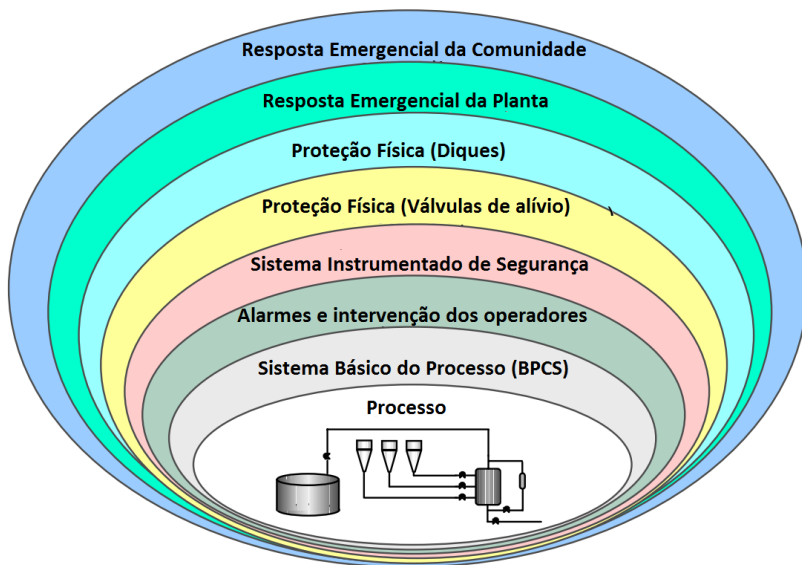 Resposta Emergencial da Comunidade
Resposta Emergencial da Planta
Proteção Física (Diques)
Proteção Física (Válvulas de alívio)
Sistema Instrumentado de Segurança
Alarmes e intervenção dos operadores
Sistema Básico do Processo (BPCS)
Processo